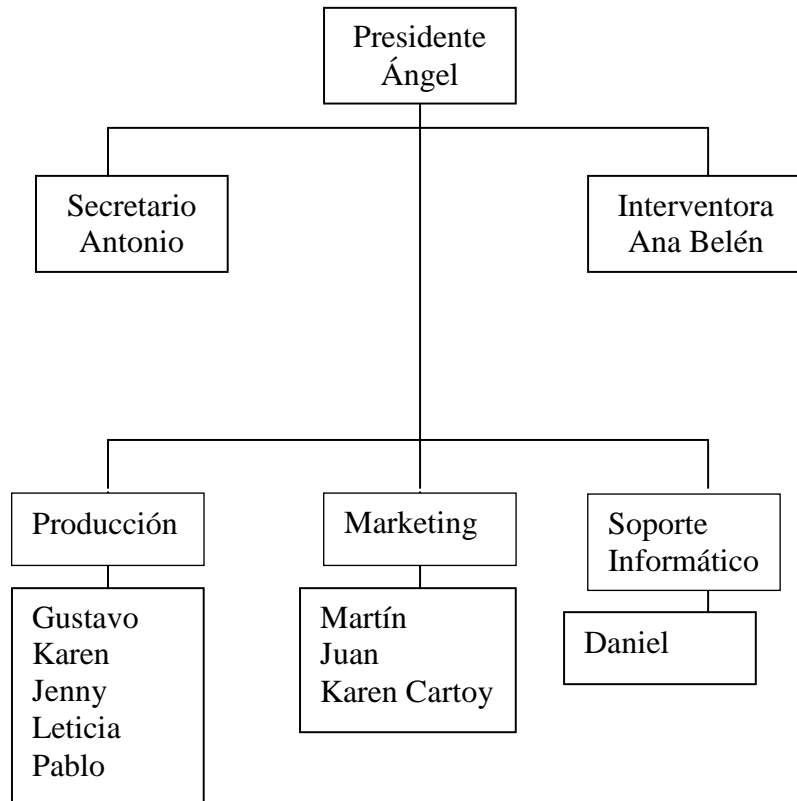 Presidente
Ángel
Secretario
Antonio
Interventora
Ana Belén
Producción
Marketing
Soporte
Informático
Gustavo
Karen
Jenny
Leticia
Pablo
Martín
Juan
Karen Cartoy
Daniel